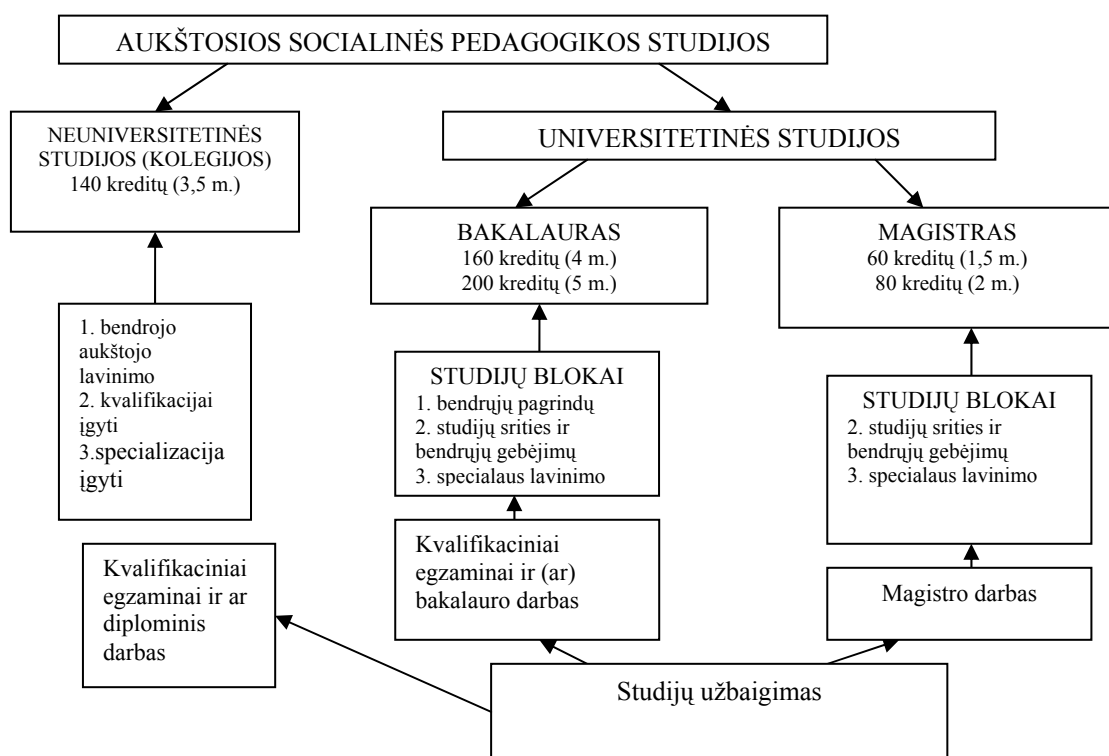 AUKŠTOSIOS SOCIALINĖS PEDAGOGIKOS STUDIJOS
NEUNIVERSITETINĖS
STUDIJOS (KOLEGIJOS)
140 kreditų (3,5 m.)
UNIVERSITETINĖS STUDIJOS
BAKALAURAS
160 kreditų (4 m.)
200 kreditų (5 m.)
MAGISTRAS
60 kreditų (1,5 m.)
80 kreditų (2 m.)
1. bendrojo
aukštojo
lavinimo
2. kvalifikacijai
įgyti
3.specializacija
įgyti
STUDIJŲ BLOKAI
1. bendrųjų pagrindų
2. studijų srities ir
bendrųjų gebėjimų
3. specialaus lavinimo
STUDIJŲ BLOKAI
2. studijų srities ir
bendrųjų gebėjimų
3. specialaus lavinimo
Kvalifikaciniai
egzaminai ir ar
diplominis
darbas
Kvalifikaciniai
egzaminai ir (ar)
bakalauro darbas
Magistro darbas
Studijų užbaigimas